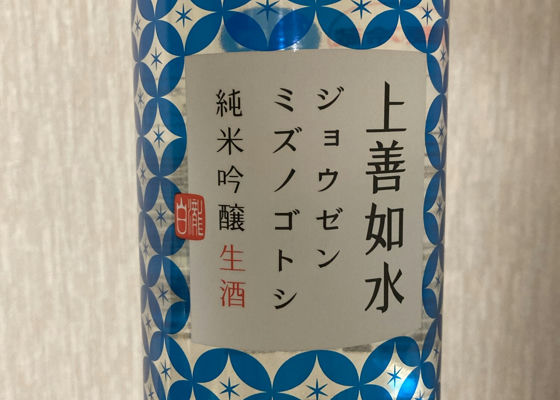 上善如水
ジョウゼン
ミズノゴトシ
純米吟醸生酒
白瀧